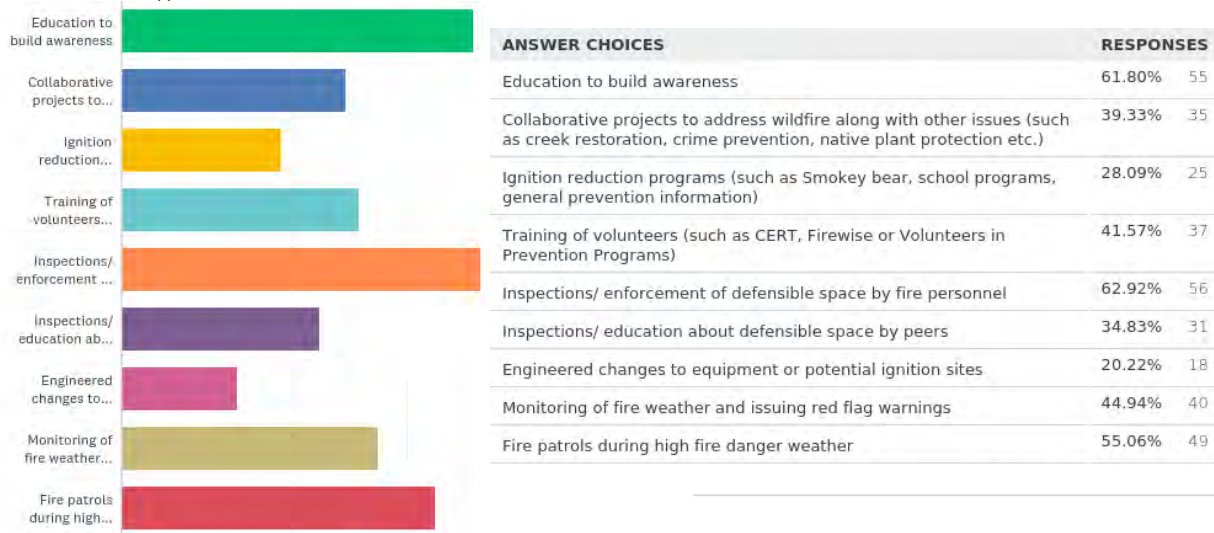 Education to
build awareness
Collaborative
projects to...
Ignition
reduction...
Training of
volunteers...
Inspections/
enforcement ...
Inspections/
education ab...
Engineered
changes to...
Monitoring of
fire weather...
Fire patrols
during high...
ANSWER CHOICES RESPONSES
Education to build awareness 61.80% 55
Collaborative projects to address wildfire along with other issues (such 39.33% 35
as creek restoration, crime prevention, native plant protection etc.)
Ignition reduction programs (such as Smokey bear, school programs, 28.09% 25
general prevention information)
Training of volunteers (such as CERT, Firewise or Volunteers in 41.57% 37
Prevention Programs)
Inspections/ enforcement of defensible space by fire personnel 62.92% 56
Inspections/ education about defensible space by peers 34.83% 31
Engineered changes to equipment or potential ignition sites 20.22% 18
Monitoring of fire weather and issuing red flag warnings 44.94% 40
Fire patrols during high fire danger weather 55.06% 49